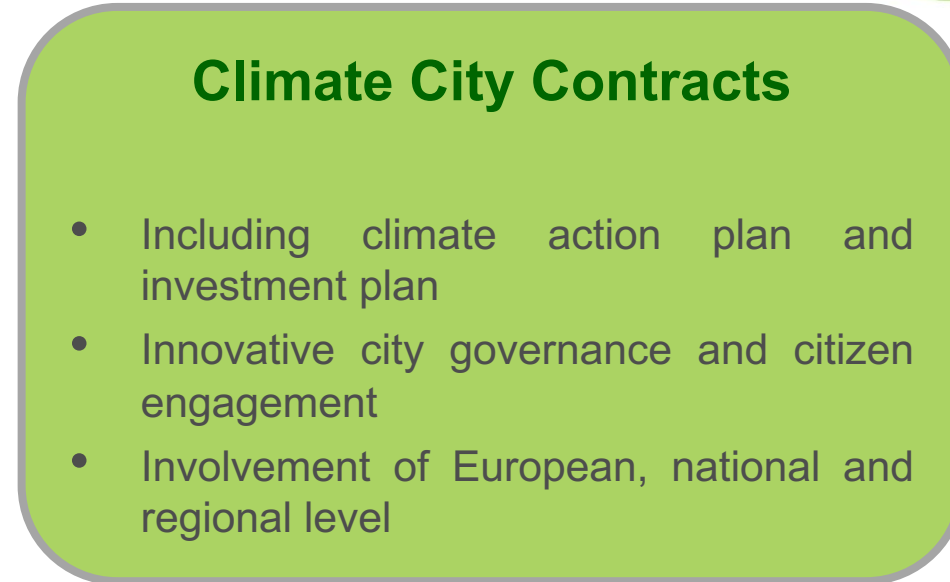 Climate City Contracts
• Including climate action plan and
investment plan
• Innovative city governance and citizen
engagement
• Involvement of European, national and
regional level